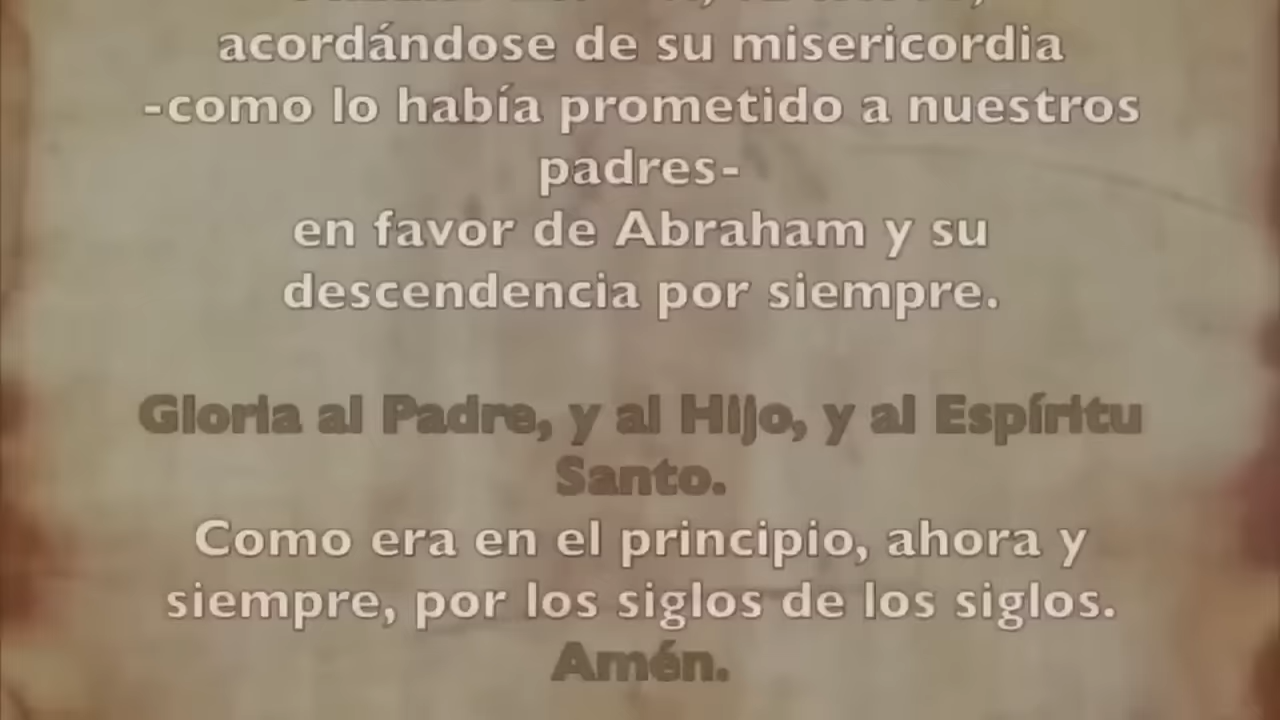 acordándose de su misericordia
-como lo había prometido a nuestros
padres-
en favor de Abraham y su
descendencia por siempre.
Gloria al Padre, y al Hijo, y al Espíritu
Santo.
Como era en el principio, ahora y
siempre, por los siglos de los siglos.
Amén.